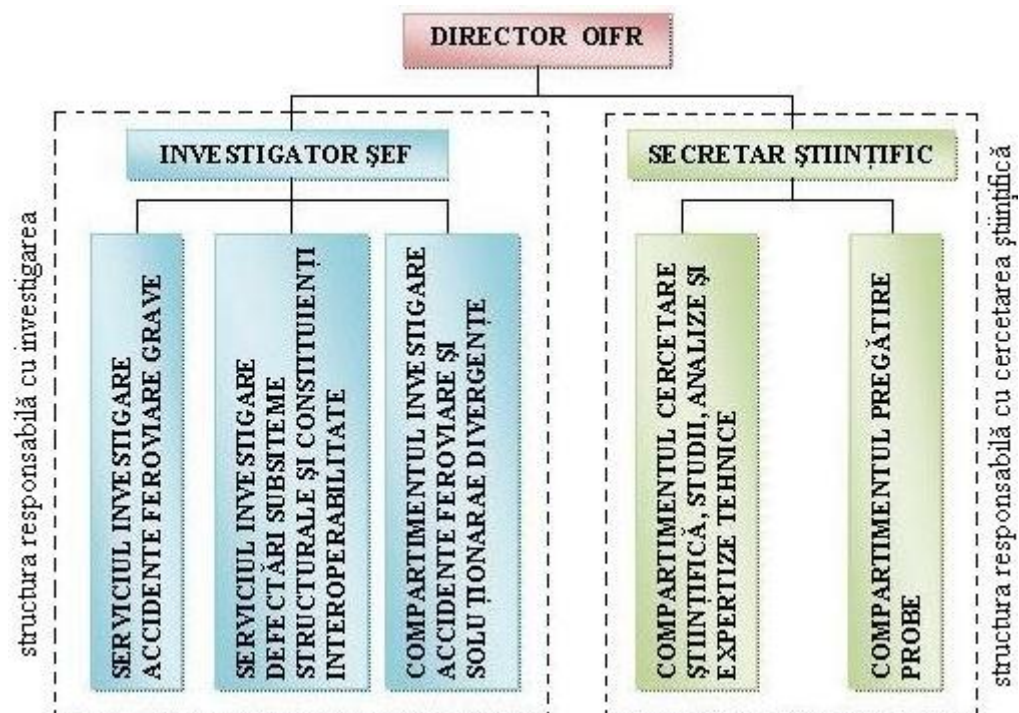 DIRECTOR OIFR
INVESTIGATOR ŞEF
SECRETAR ŞTIINŢIFIC
structura responsabilă cu investigarea
SERVICIUL INVESTIGARE
ACCIDENTE FEROVIARE GRAVE
SERVICIUL INVESTIGARE
DEFECTĂRI SUBSISTEME
STRUCTURALE ŞI CONSTITUIENŢI
INTEROPERABILITATE
COMPARTIMENTUL INVESTIGARE
ACCIDENTE FEROVIARE ŞI
SOLUŢIONARAE DIVERGENŢE
COMPARTIMENTUL CERCETARE
ŞTIINŢIFICĂ, STUDII, ANALIZE ŞI
EXPERTIZE TEHNICE
COMPARTIMENTUL PREGĂTIRE
PROBE
structura responsabilă cu cercetarea ştiinţifică